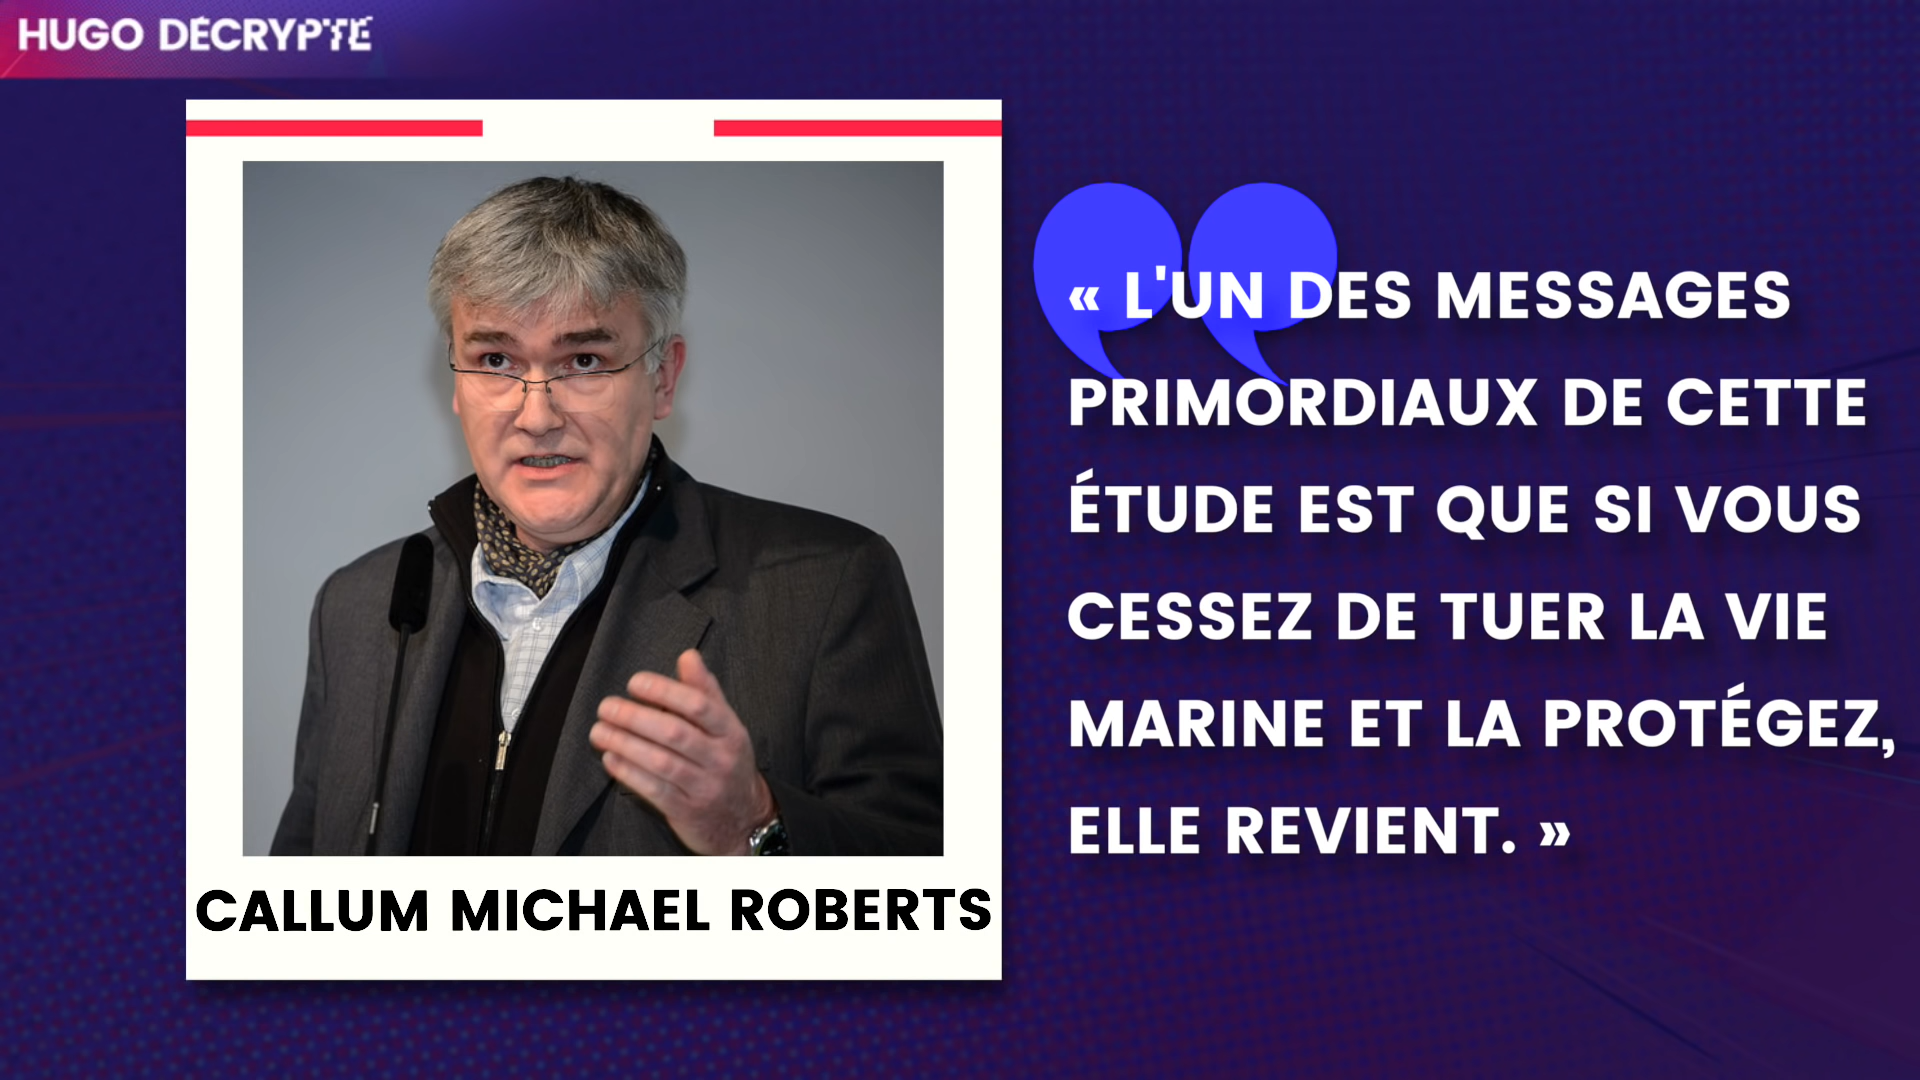 HUGO DÉCRYPTE
« L'UN DES MESSAGES
PRIMORDIAUX DE CETTE
ÉTUDE EST QUE SI VOUS
CESSEZ DE TUER LA VIE
MARINE ET LA PROTÉGEZ,
ELLE REVIENT. »
CALLUM MICHAEL ROBERTS